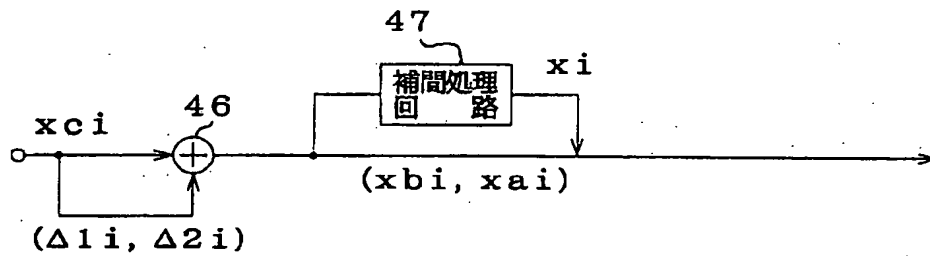 47
補間処理
回路
xi
46
xci
(xbi, xai)
(Δ1i, Δ2i)